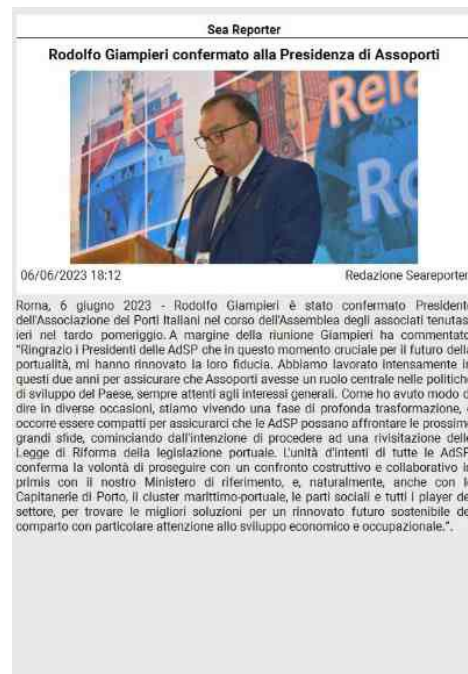 Sea Reporter
Rodolfo Giampieri confermato alla Presidenza di Assoporti
Rela
Ro
06/06/2023 18:12
Redazione Seareporter
Roma, 6 giugno 2023 - Rodolfo Giampieri è stato confermato Presidente
dell'Associazione dei Porti Italiani nel corso dell'Assemblea degli associati tenutasi
ieri nel tardo pomeriggio. A margine della riunione Giampieri ha commentato
"Ringrazio i Presidenti delle AdSP che in questo momento cruciale per il futuro della
portualità, mi hanno rinnovato la loro fiducia. Abbiamo lavorato intensamente in
questi due anni per assicurare che Assoporti avesse un ruolo centrale nelle politiche
di sviluppo del Paese, sempre attenti agli interessi generali. Come ho avuto modo d
dire in diverse occasioni, stiamo vivendo una fase di profonda trasformazione,
occorre essere compatti per assicurarci che le AdSP possano affrontare le prossime
grandi sfide, cominciando dall'intenzione di procedere ad una rivisitazione delle
Legge di Riforma della legislazione portuale. L'unità d'intenti di tutte le AdSP
conferma la volontà di proseguire con un confronto costruttivo e collaborativo in
primis con il nostro Ministero di riferimento, e, naturalmente, anche con le
Capitanerie di Porto, il cluster marittimo-portuale, le parti sociali e tutti i player de
settore, per trovare le migliori soluzioni per un rinnovato futuro sostenibile de
comparto con particolare attenzione allo sviluppo economico e occupazionale.".